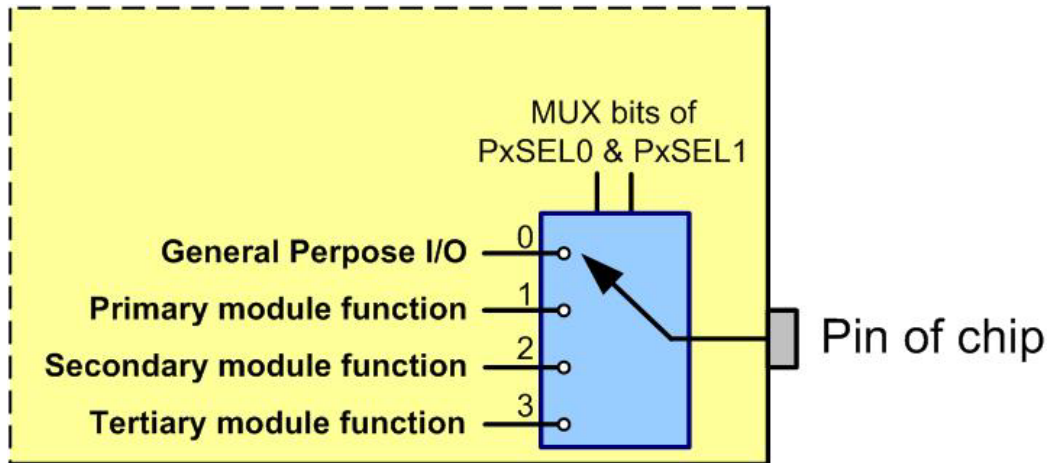 MUX bits of
PxSEL0 & PxSEL1
0
General Perpose I/O
1
Primary module function
2
Secondary module function
3
Tertiary module function
Pin of chip